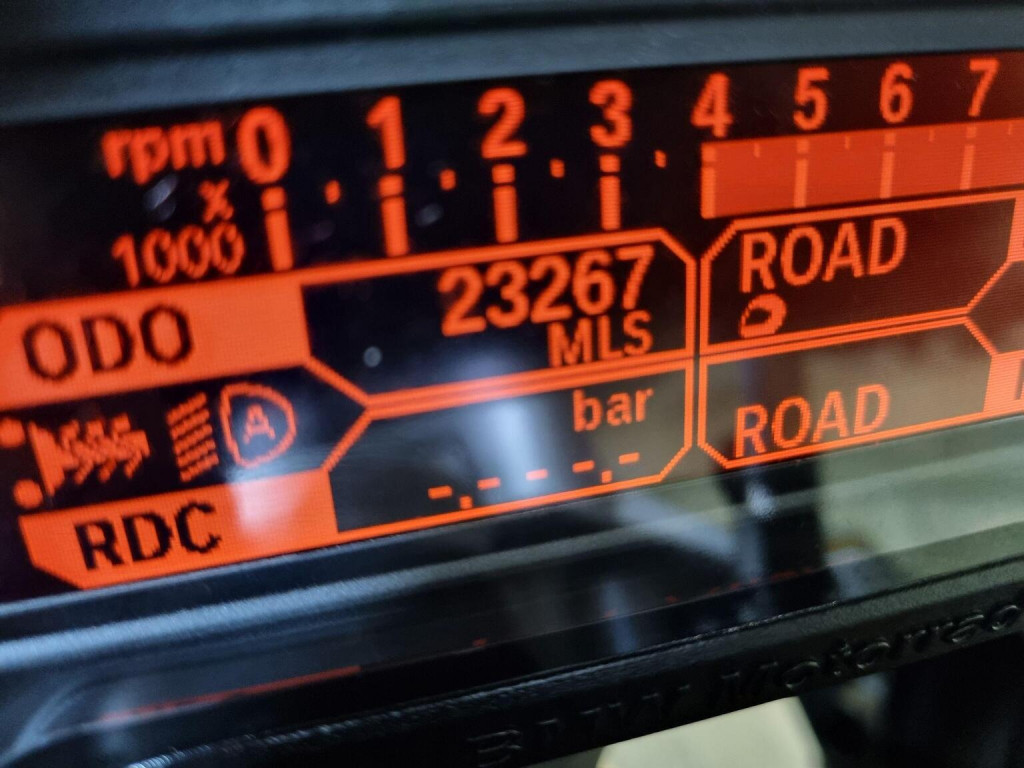 0 1 2 3 4 5 6 7
rpm
x
1000
ODO 23267
MLS
ROAD
A
bar
-.- -.-
RDC
ROAD
BMW Motorrad